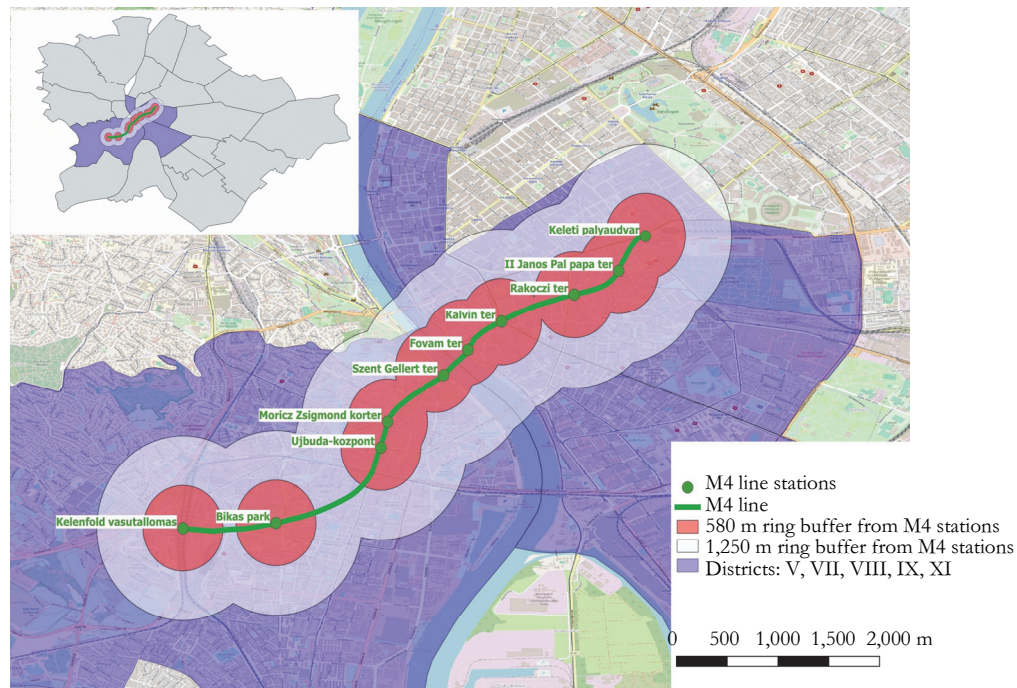 Keleti palyaudvar
II Janos Pal papa ter
Rakoczi ter
Kalvin ter
Fovam ter
Szent Gellert ter
Moricz Zsigmond korter
Ujbuda-kozpont
Bikas park
Kelenfold vasutallomas
M4 line stations
M4 line
580 m ring buffer from M4 stations
1,250 m ring buffer from M4 stations
Districts: V, VII, VIII, IX, XI
0 500 1,000 1,500 2,000 m